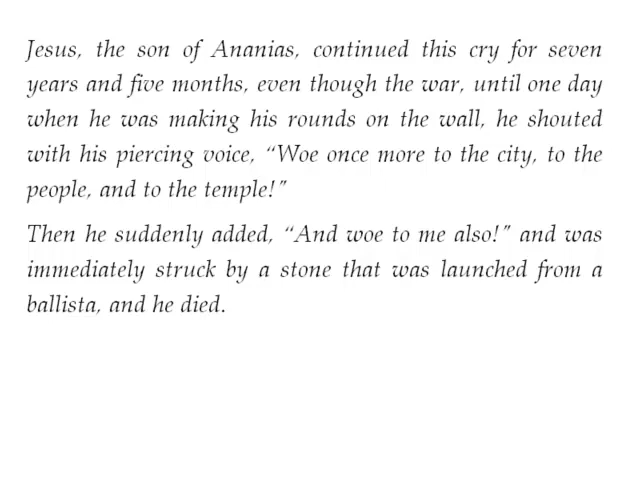 Jesus, the son of Ananias, continued this cry for seven
years and five months, even though the war, until one day
when he was making his rounds on the wall, he shouted
with his piercing voice, “Woe once more to the city, to the
people, and to the temple!”
Then he suddenly added, “And woe to me also!” and was
immediately struck by a stone that was launched from a
ballista, and he died.